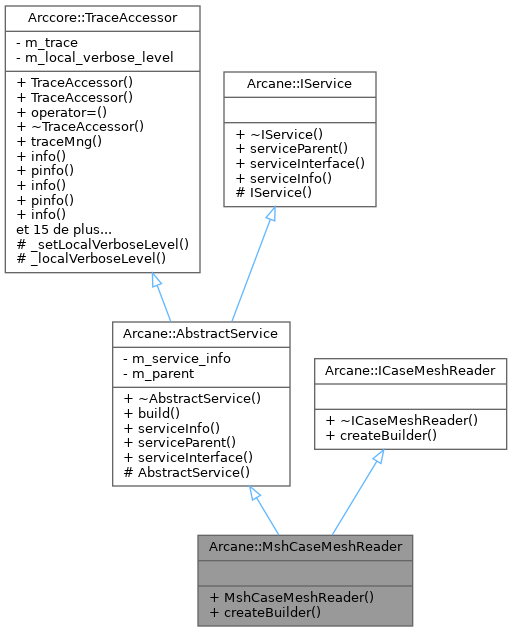 Arccore::TraceAccessor
- m_trace
- m_local_verbose_level
+ TraceAccessor()
+ TraceAccessor()
+ operator=()
+ ~TraceAccessor()
+ traceMng()
+ info()
+ pinfo()
+ info()
+ pinfo()
+ info()
et 15 de plus...
# _setLocalVerboseLevel()
# _localVerboseLevel()
Arcane::IService
+ ~IService()
+ serviceParent()
+ serviceInterface()
+ serviceInfo()
# IService()
Arcane::AbstractService
- m_service_info
- m_parent
+ ~AbstractService()
+ build()
+ serviceInfo()
+ serviceParent()
+ serviceInterface()
# AbstractService()
Arcane::ICaseMeshReader
+ ~ICaseMeshReader()
+ createBuilder()
Arcane::MshCaseMeshReader
+ MshCaseMeshReader()
+ createBuilder()